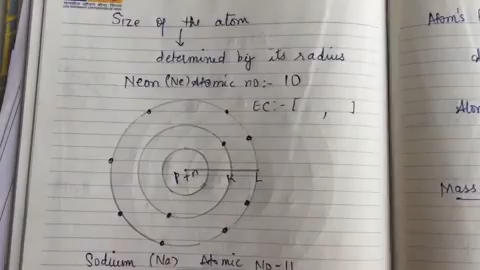 Size of the atom
determined by its radius
Neon (Ne) Atomic no:- 10
EC:- [ , ]
p+n K L
Sodium (Na) Atomic No-11
Atom's
Mass